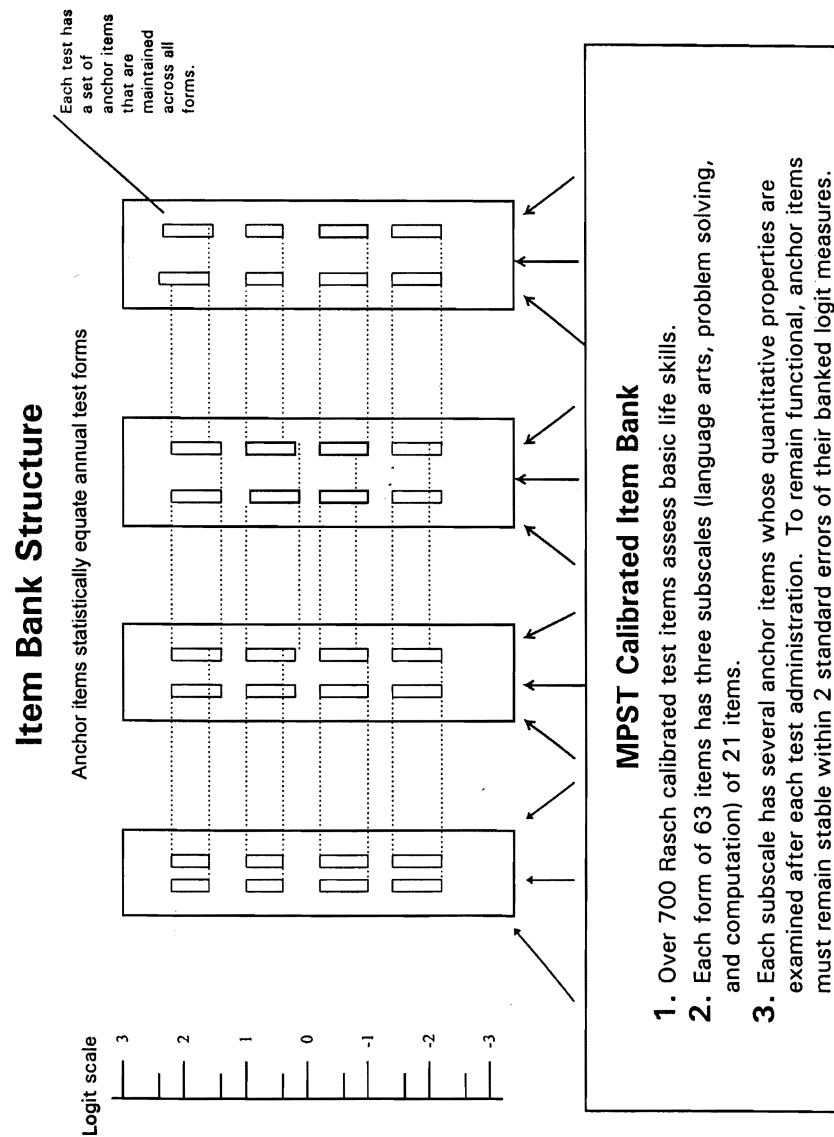 Item Bank Structure
Anchor items statistically equate annual test forms
Each test has
a set of
anchor items
that are
maintained
across all
forms.
Logit scale
3
2
1
0
-1
-2
-3
MPST Calibrated Item Bank
1. Over 700 Rasch calibrated test items assess basic life skills.
2. Each form of 63 items has three subscales (language arts, problem solving,
and computation) of 21 items.
3. Each subscale has several anchor items whose quantitative properties are
examined after each test administration. To remain functional, anchor items
must remain stable within 2 standard errors of their banked logit measures.